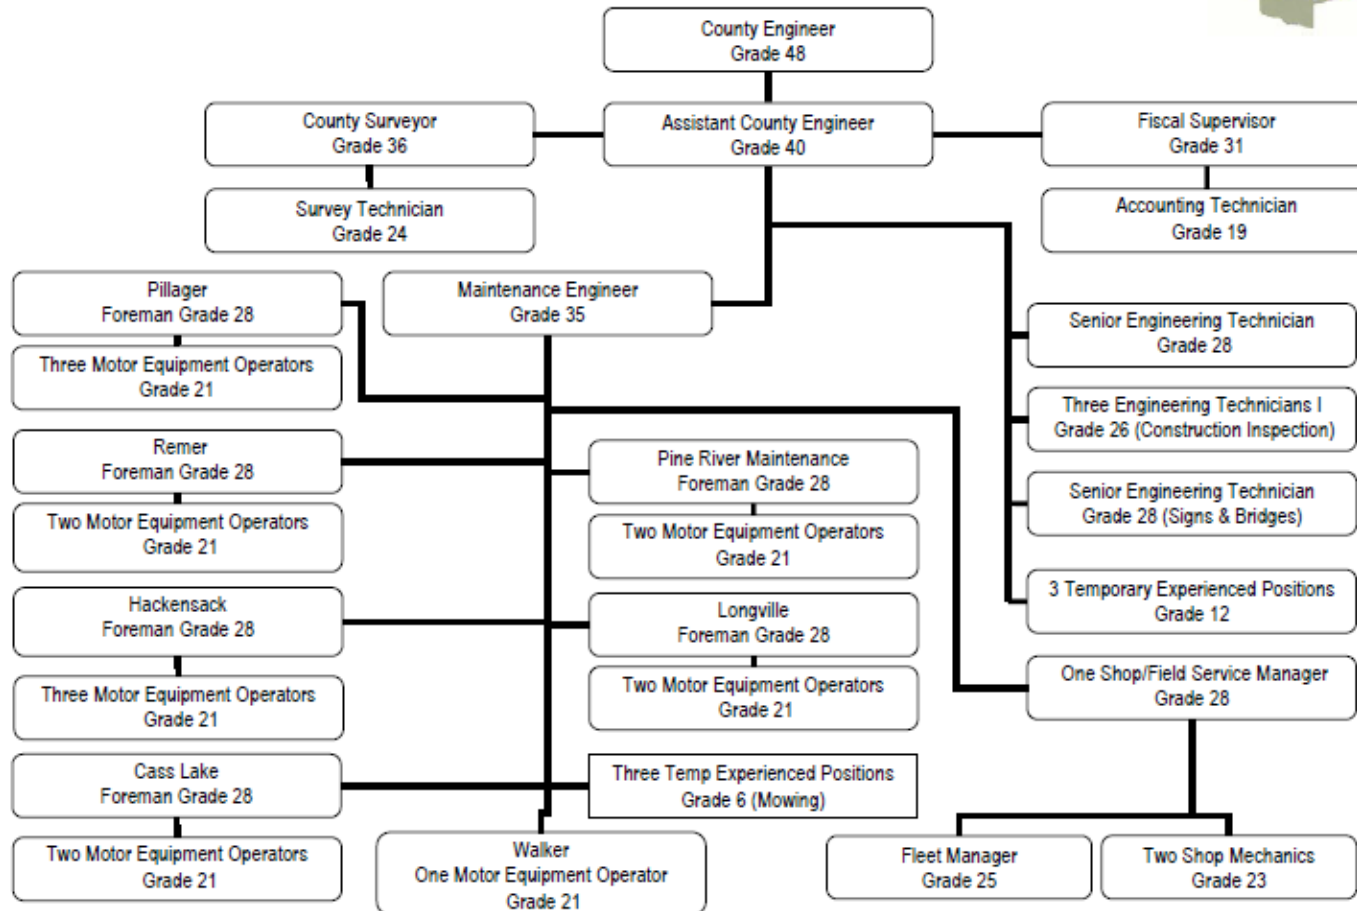 County Engineer
Grade 48
County Surveyor
Grade 36
Assistant County Engineer
Grade 40
Fiscal Supervisor
Grade 31
Survey Technician
Grade 24
Accounting Technician
Grade 19
Pillager
Foreman Grade 28
Maintenance Engineer
Grade 35
Senior Engineering Technician
Grade 28
Three Motor Equipment Operators
Grade 21
Three Engineering Technicians I
Grade 26 (Construction Inspection)
Remer
Foreman Grade 28
Pine River Maintenance
Foreman Grade 28
Senior Engineering Technician
Grade 28 (Signs & Bridges)
Two Motor Equipment Operators
Grade 21
Two Motor Equipment Operators
Grade 21
3 Temporary Experienced Positions
Grade 12
Hackensack
Foreman Grade 28
Longville
Foreman Grade 28
One Shop/Field Service Manager
Grade 28
Three Motor Equipment Operators
Grade 21
Two Motor Equipment Operators
Grade 21
Cass Lake
Foreman Grade 28
Three Temp Experienced Positions
Grade 6 (Mowing)
Two Motor Equipment Operators
Grade 21
Walker
One Motor Equipment Operator
Grade 21
Fleet Manager
Grade 25
Two Shop Mechanics
Grade 23